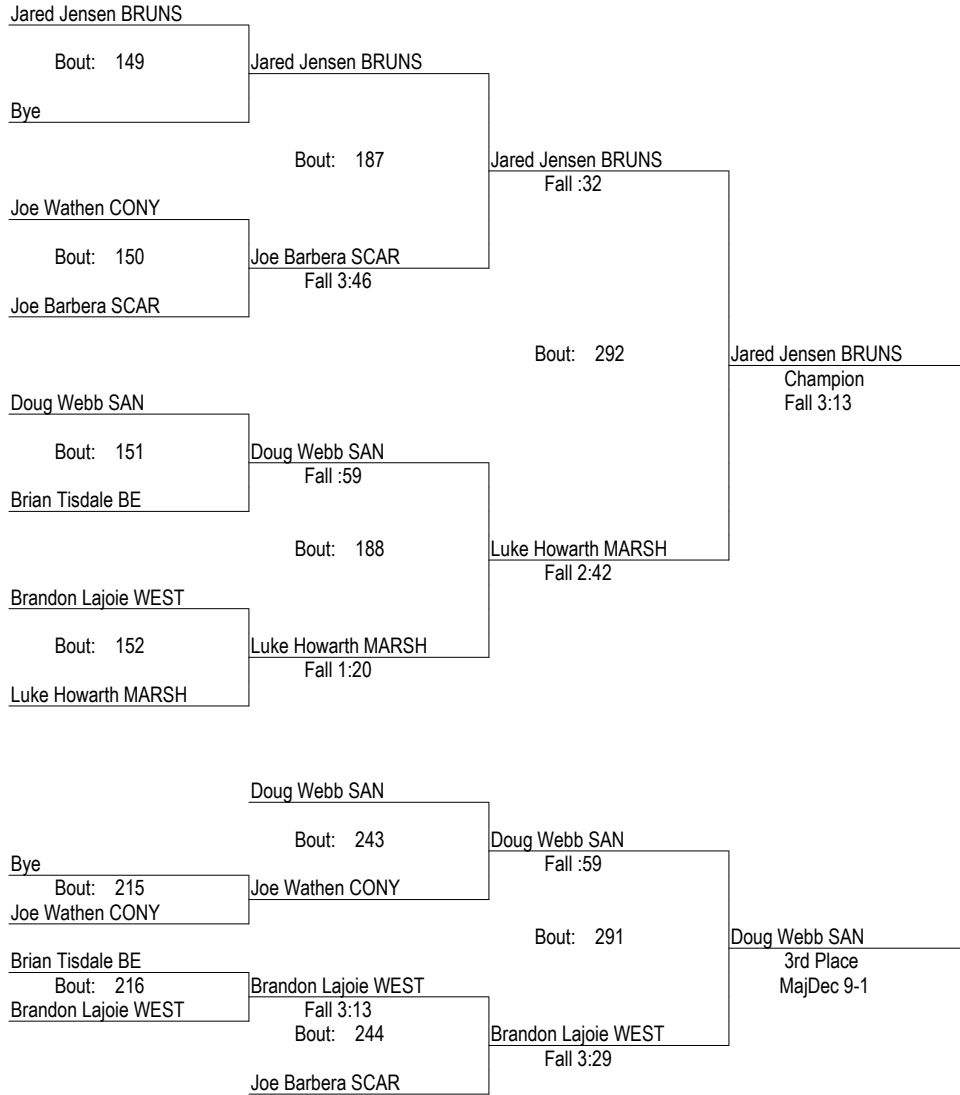 Jared Jensen BRUNS
Bout: 149
Jared Jensen BRUNS
Bye
Bout: 187
Jared Jensen BRUNS
Fall :32
Joe Wathen CONY
Bout: 150
Joe Barbera SCAR
Fall 3:46
Joe Barbera SCAR
Bout: 292
Jared Jensen BRUNS
Champion
Fall 3:13
Doug Webb SAN
Bout: 151
Doug Webb SAN
Fall :59
Brian Tisdale BE
Bout: 188
Luke Howarth MARSH
Fall 2:42
Brandon Lajoie WEST
Bout: 152
Luke Howarth MARSH
Fall 1:20
Luke Howarth MARSH
Doug Webb SAN
Bout: 243
Doug Webb SAN
Fall :59
Bye
Bout: 215
Joe Wathen CONY
Joe Wathen CONY
Bout: 291
Doug Webb SAN
3rd Place
MajDec 9-1
Brian Tisdale BE
Bout: 216
Brandon Lajoie WEST
Brandon Lajoie WEST
Fall 3:13
Bout: 244
Brandon Lajoie WEST
Fall 3:29
Joe Barbera SCAR